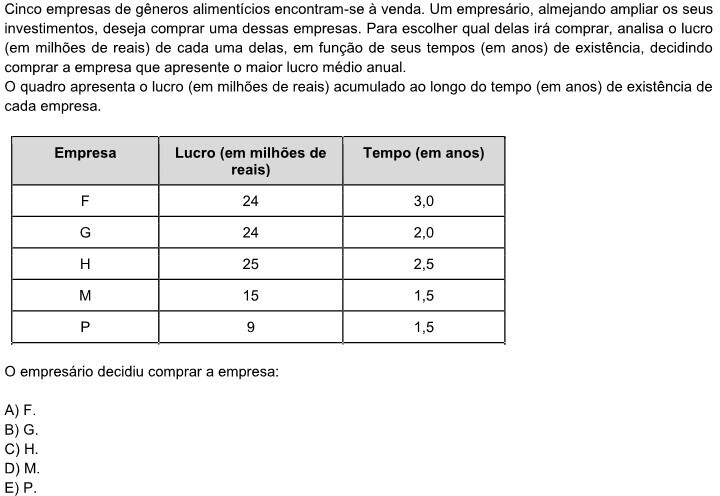 Cinco empresas de gêneros alimentícios encontram-se à venda. Um empresário, almejando ampliar os seus
investimentos, deseja comprar uma dessas empresas. Para escolher qual delas irá comprar, analisa o lucro
(em milhões de reais) de cada uma delas, em função de seus tempos (em anos) de existência, decidindo
comprar a empresa que apresente o maior lucro médio anual.
O quadro apresenta o lucro (em milhões de reais) acumulado ao longo do tempo (em anos) de existência de
cada empresa.
Empresa Lucro (em milhões de Tempo (em anos)
reais)
F 24 3,0
G 24 2,0
H 25 2,5
M 15 1,5
P 9 1,5
O empresário decidiu comprar a empresa:
A) F.
B) G.
C) H.
D) M.
E) P.